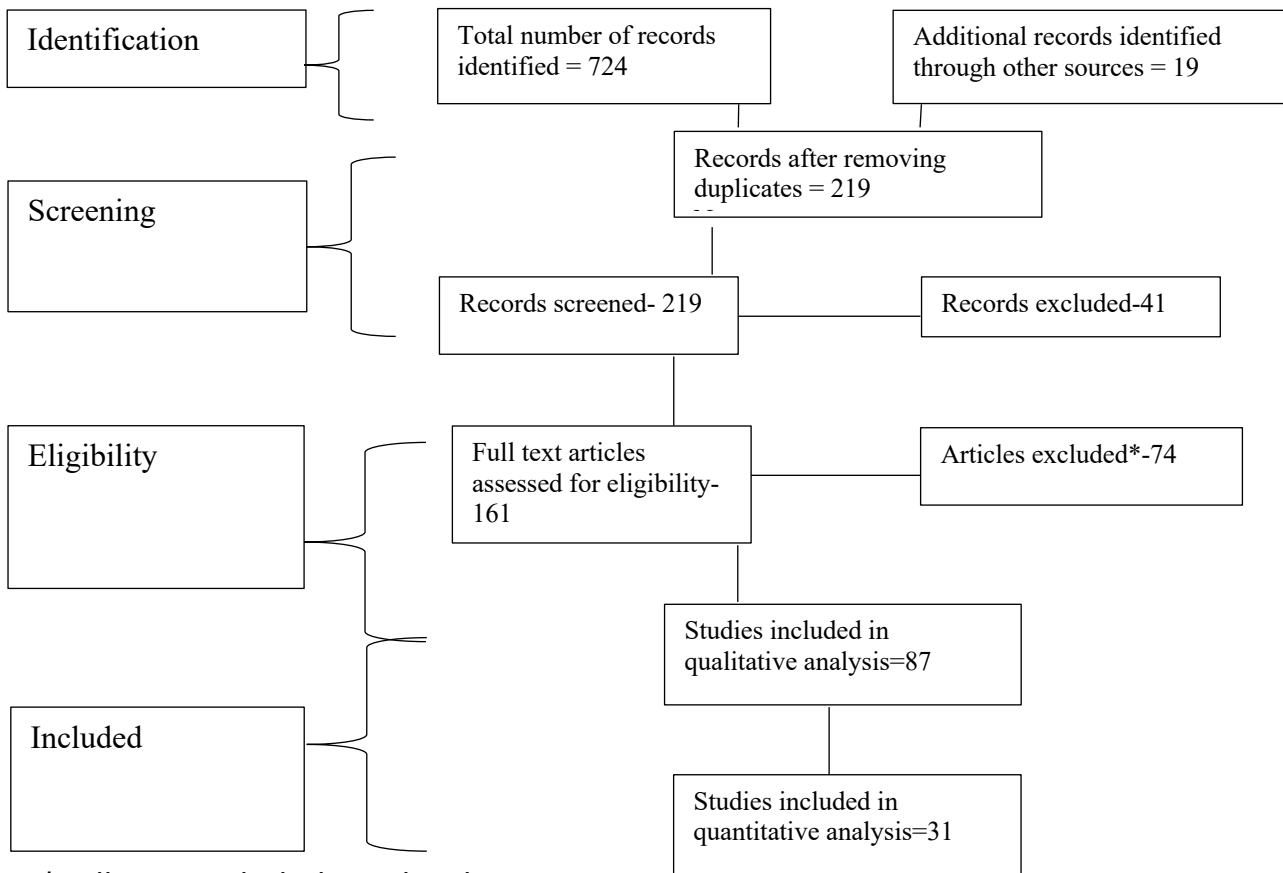 Identification
Total number of records
identified = 724
Additional records identified
through other sources = 19
Records after removing
duplicates = 219
Screening
Records screened- 219
Records excluded-41
Eligibility
Full text articles
assessed for eligibility-
161
Articles excluded*-74
Studies included in
qualitative analysis=87
Included
Studies included in
quantitative analysis=31